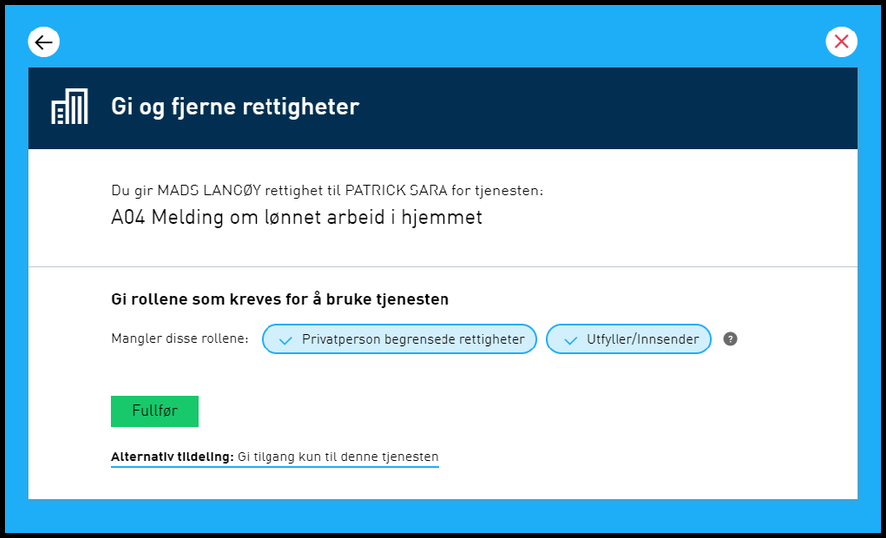 Gi og fjerne rettigheter
Du gir MADS LANGØY rettighet til PATRICK SARA for tjenesten:
A04 Melding om lønnet arbeid i hjemmet
Gi rollene som kreves for å bruke tjenesten
Mangler disse rollene: Privatperson begrensede rettigheter Utfyller/Innsender ?
Fullfør
Alternativ tildeling: Gi tilgang kun til denne tjenesten